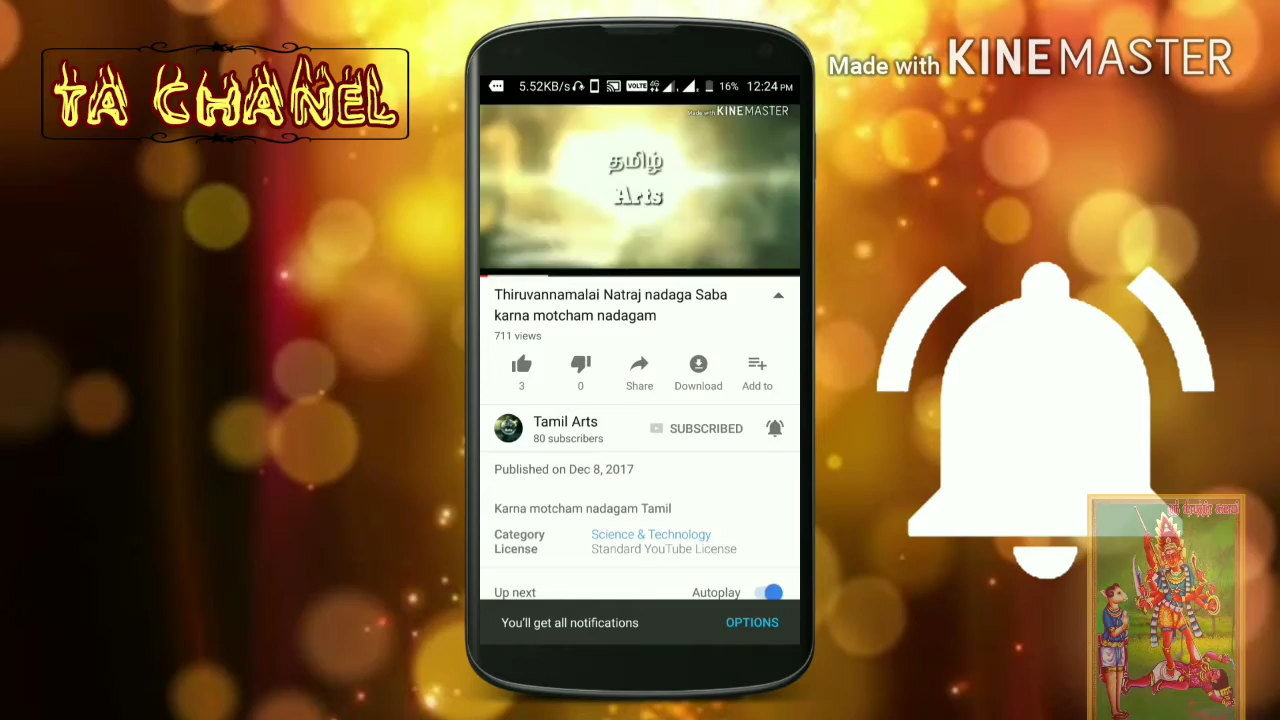 TA CHANEL
Made with KINEMASTER
5.52KB/s VOLTE 4G 16% 12:24 PM
Made with KINEMASTER
தமிழ்
Arts
Thiruvannamalai Natraj nadaga Saba
karna motcham nadagam
711 views
3 0 Share Download Add to
Tamil Arts SUBSCRIBED
80 subscribers
Published on Dec 8, 2017
Karna motcham nadagam Tamil
Category Science & Technology
License Standard YouTube License
Up next Autoplay
You'll get all notifications OPTIONS